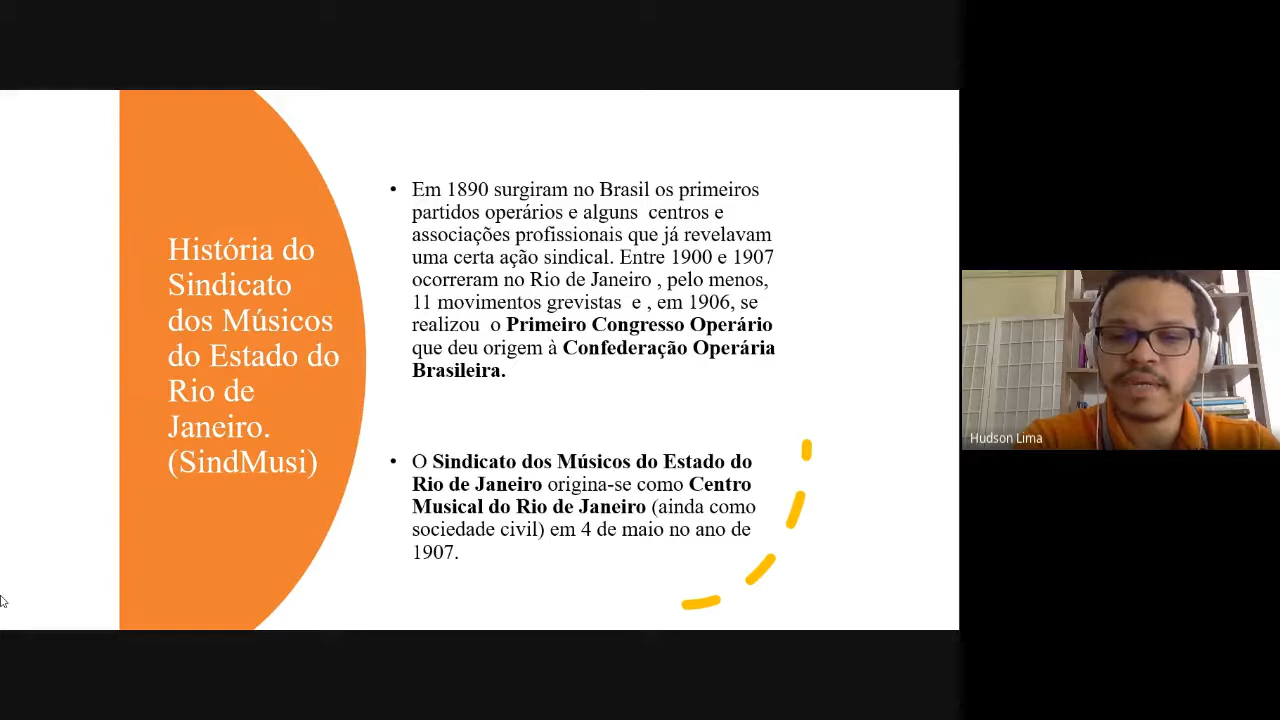 História do
Sindicato
dos Músicos
do Estado do
Rio de
Janeiro.
(SindMusi)
• Em 1890 surgiram no Brasil os primeiros
partidos operários e alguns  centros e
associações profissionais que já revelavam
uma certa ação sindical. Entre 1900 e 1907
ocorreram no Rio de Janeiro , pelo menos,
11 movimentos grevistas  e , em 1906, se
realizou  o Primeiro Congresso Operário
que deu origem à Confederação Operária
Brasileira.
• O Sindicato dos Músicos do Estado do
Rio de Janeiro origina-se como Centro
Musical do Rio de Janeiro (ainda como
sociedade civil) em 4 de maio no ano de
1907.
Hudson Lima